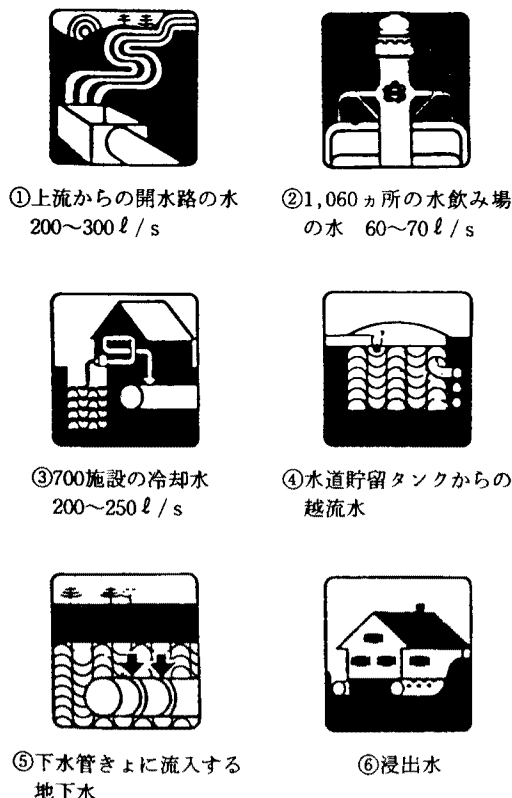 ①上流からの開水路の水
200～300ℓ/s
②1,060ヵ所の水飲み場
の水 60～70ℓ/s
③700施設の冷却水
200～250ℓ/s
④水道貯留タンクからの
越流水
⑤下水管きょに流入する
地下水
⑥浸出水